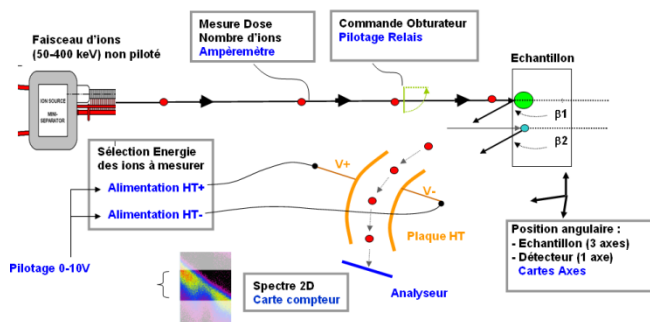 Faisceau d'ions
(50-400 keV) non piloté
Mesure Dose
Nombre d'ions
Ampèremètre
Commande Obturateur
Pilotage Relais
Echantillon
ION SOURCE
MINI-
SEPARATOR
β1
β2
Sélection Energie
des ions à mesurer
Alimentation HT+
Alimentation HT-
V+
V-
Plaque HT
Pilotage 0-10V
Spectre 2D
Carte compteur
Analyseur
Position angulaire :
- Echantillon (3 axes)
- Détecteur (1 axe)
Cartes Axes